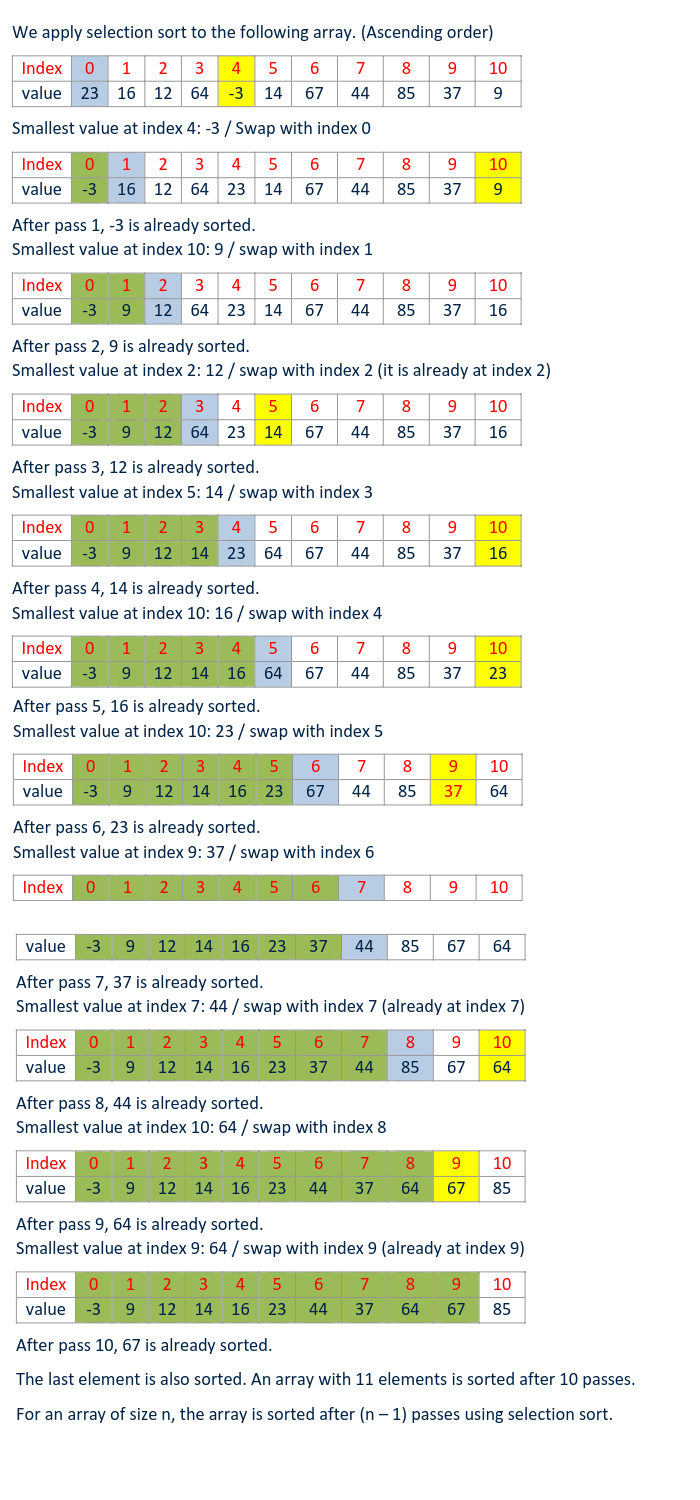 We apply selection sort to the following array. (Ascending order)
Index 0 1 2 3 4 5 6 7 8 9 10
value 23 16 12 64 -3 14 67 44 85 37 9
Smallest value at index 4: -3 / Swap with index 0
Index 0 1 2 3 4 5 6 7 8 9 10
value -3 16 12 64 23 14 67 44 85 37 9
After pass 1, -3 is already sorted.
Smallest value at index 10: 9 / swap with index 1
Index 0 1 2 3 4 5 6 7 8 9 10
value -3 9 12 64 23 14 67 44 85 37 16
After pass 2, 9 is already sorted.
Smallest value at index 2: 12 / swap with index 2 (it is already at index 2)
Index 0 1 2 3 4 5 6 7 8 9 10
value -3 9 12 64 23 14 67 44 85 37 16
After pass 3, 12 is already sorted.
Smallest value at index 5: 14 / swap with index 3
Index 0 1 2 3 4 5 6 7 8 9 10
value -3 9 12 14 23 64 67 44 85 37 16
After pass 4, 14 is already sorted.
Smallest value at index 10: 16 / swap with index 4
Index 0 1 2 3 4 5 6 7 8 9 10
value -3 9 12 14 16 64 67 44 85 37 23
After pass 5, 16 is already sorted.
Smallest value at index 10: 23 / swap with index 5
Index 0 1 2 3 4 5 6 7 8 9 10
value -3 9 12 14 16 23 67 44 85 37 64
After pass 6, 23 is already sorted.
Smallest value at index 9: 37 / swap with index 6
Index 0 1 2 3 4 5 6 7 8 9 10
value -3 9 12 14 16 23 37 44 85 67 64
After pass 7, 37 is already sorted.
Smallest value at index 7: 44 / swap with index 7 (already at index 7)
Index 0 1 2 3 4 5 6 7 8 9 10
value -3 9 12 14 16 23 37 44 85 67 64
After pass 8, 44 is already sorted.
Smallest value at index 10: 64 / swap with index 8
Index 0 1 2 3 4 5 6 7 8 9 10
value -3 9 12 14 16 23 44 37 64 67 85
After pass 9, 64 is already sorted.
Smallest value at index 9: 64 / swap with index 9 (already at index 9)
Index 0 1 2 3 4 5 6 7 8 9 10
value -3 9 12 14 16 23 44 37 64 67 85
After pass 10, 67 is already sorted.
The last element is also sorted. An array with 11 elements is sorted after 10 passes.
For an array of size n, the array is sorted after (n – 1) passes using selection sort.